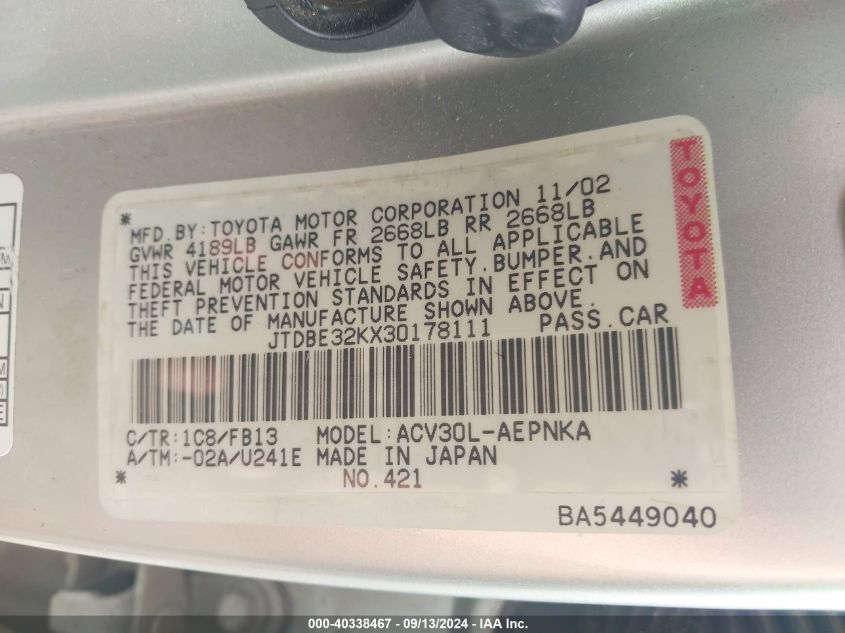 MFD.BY:TOYOTA MOTOR CORPORATION 11/02
GVWR 4189LB GAWR FR 2668LB RR 2668LB
THIS VEHICLE CONFORMS TO ALL APPLICABLE
FEDERAL MOTOR VEHICLE SAFETY,BUMPER,AND
THEFT PREVENTION STANDARDS IN EFFECT ON
THE DATE OF MANUFACTURE SHOWN ABOVE.
JTDBE32KX30178111 PASS.CAR
C/TR:1C8/FB13 MODEL:ACV30L-AEPNKA
A/TM:-02A/U241E MADE IN JAPAN
NO.421
BA5449040
TOYOTA
000-40338467 - 09/13/2024 - IAA Inc.